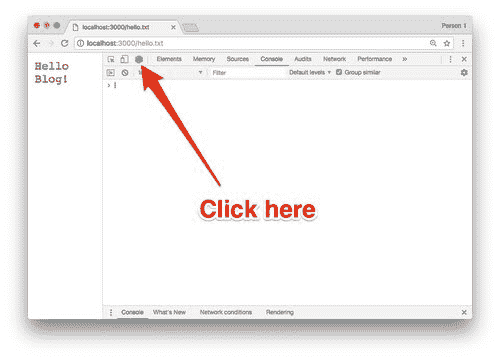 localhost:3000/hello.txt
Person 1
localhost:3000/hello.txt
Hello
Blog!
Elements Memory Sources Console Audits Network Performance »
Filter Default levels ▼ Group similar
Click here
Console What's New Network conditions Rendering